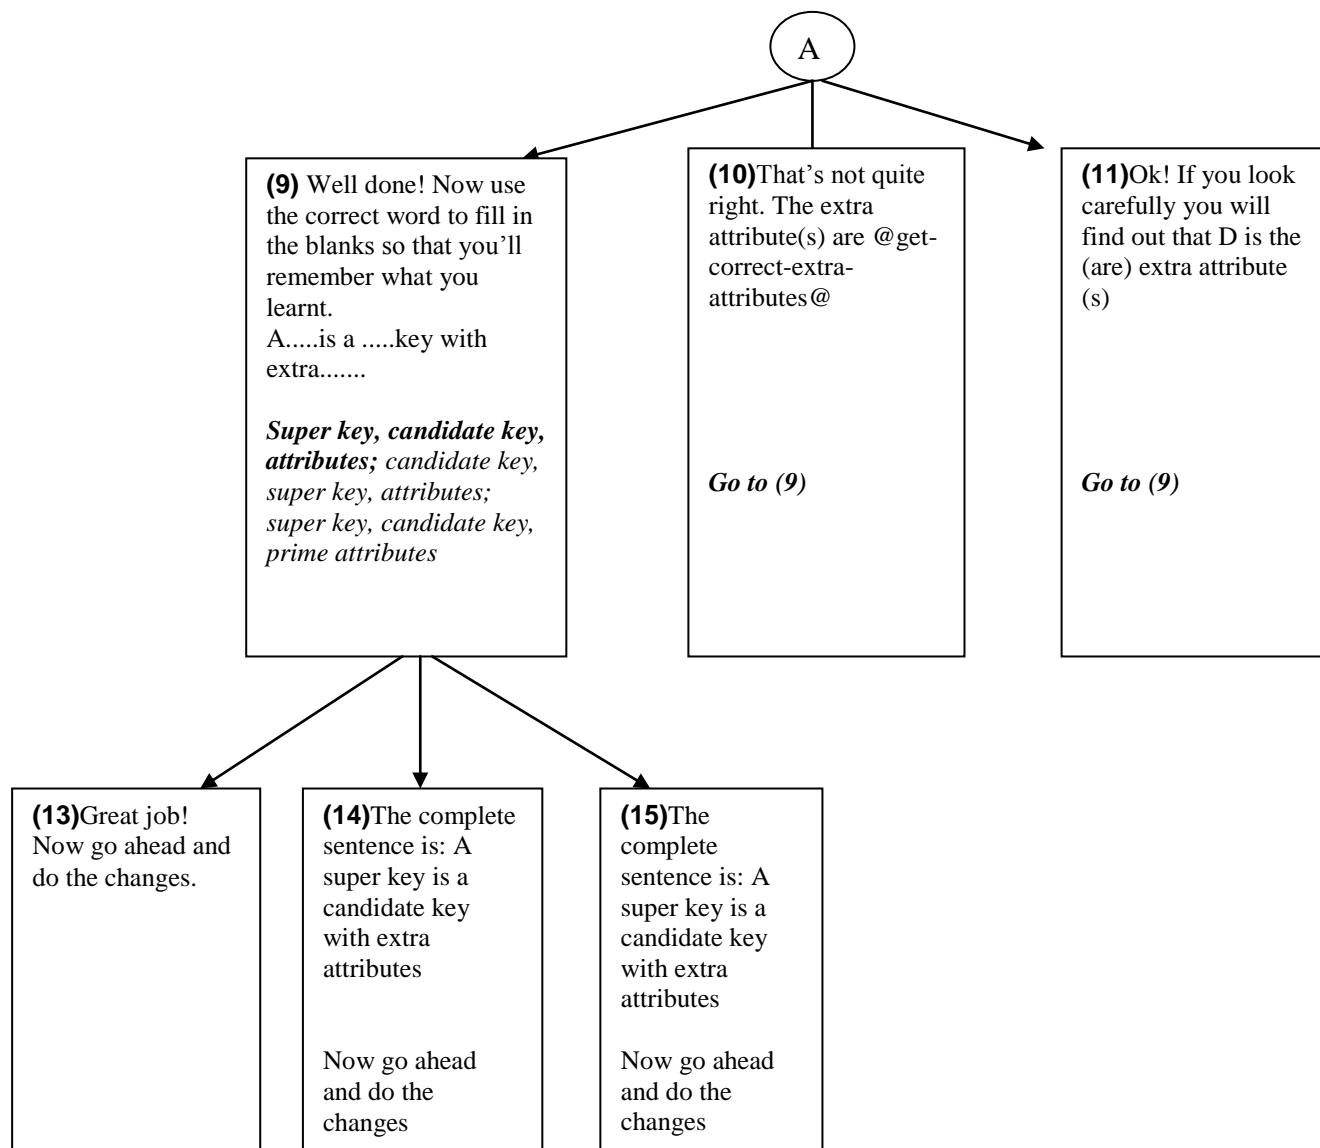 A
(9) Well done! Now use
the correct word to fill in
the blanks so that you’ll
remember what you
learnt.
A.....is a .....key with
extra.......
Super key, candidate key,
attributes; candidate key,
super key, attributes;
super key, candidate key,
prime attributes
(10)That’s not quite
right. The extra
attribute(s) are @get-
correct-extra-
attributes@
Go to (9)
(11)Ok! If you look
carefully you will
find out that D is the
(are) extra attribute
(s)
Go to (9)
(13)Great job!
Now go ahead and
do the changes.
(14)The complete
sentence is: A
super key is a
candidate key
with extra
attributes
Now go ahead
and do the
changes
(15)The
complete
sentence is: A
super key is a
candidate key
with extra
attributes
Now go ahead
and do the
changes